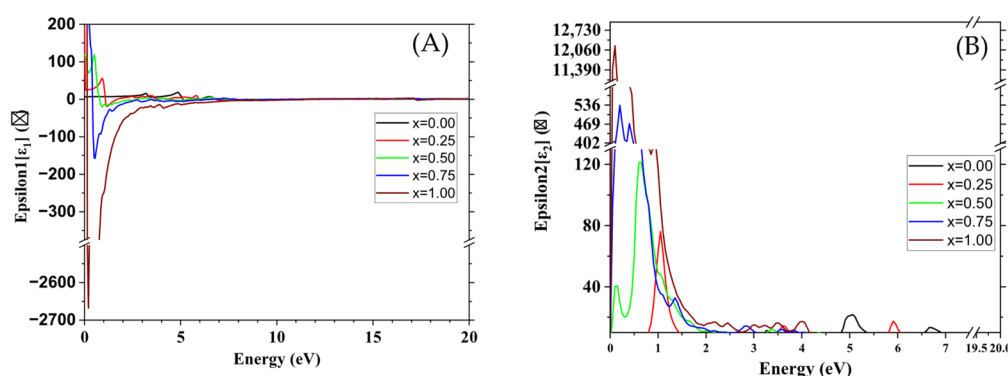 (A)
Epsilon1[ε₁] (
200
100
0
−100
−200
−300
−2600
−2700
0
5
10
15
20
Energy (eV)
x=0.00
x=0.25
x=0.50
x=0.75
x=1.00
(B)
Epsilon2[ε₂] (
12,730
12,060
11,390
536
469
402
120
80
40
0
1
2
3
4
5
6
7
19.5
20.0
Energy (eV)
x=0.00
x=0.25
x=0.50
x=0.75
x=1.00